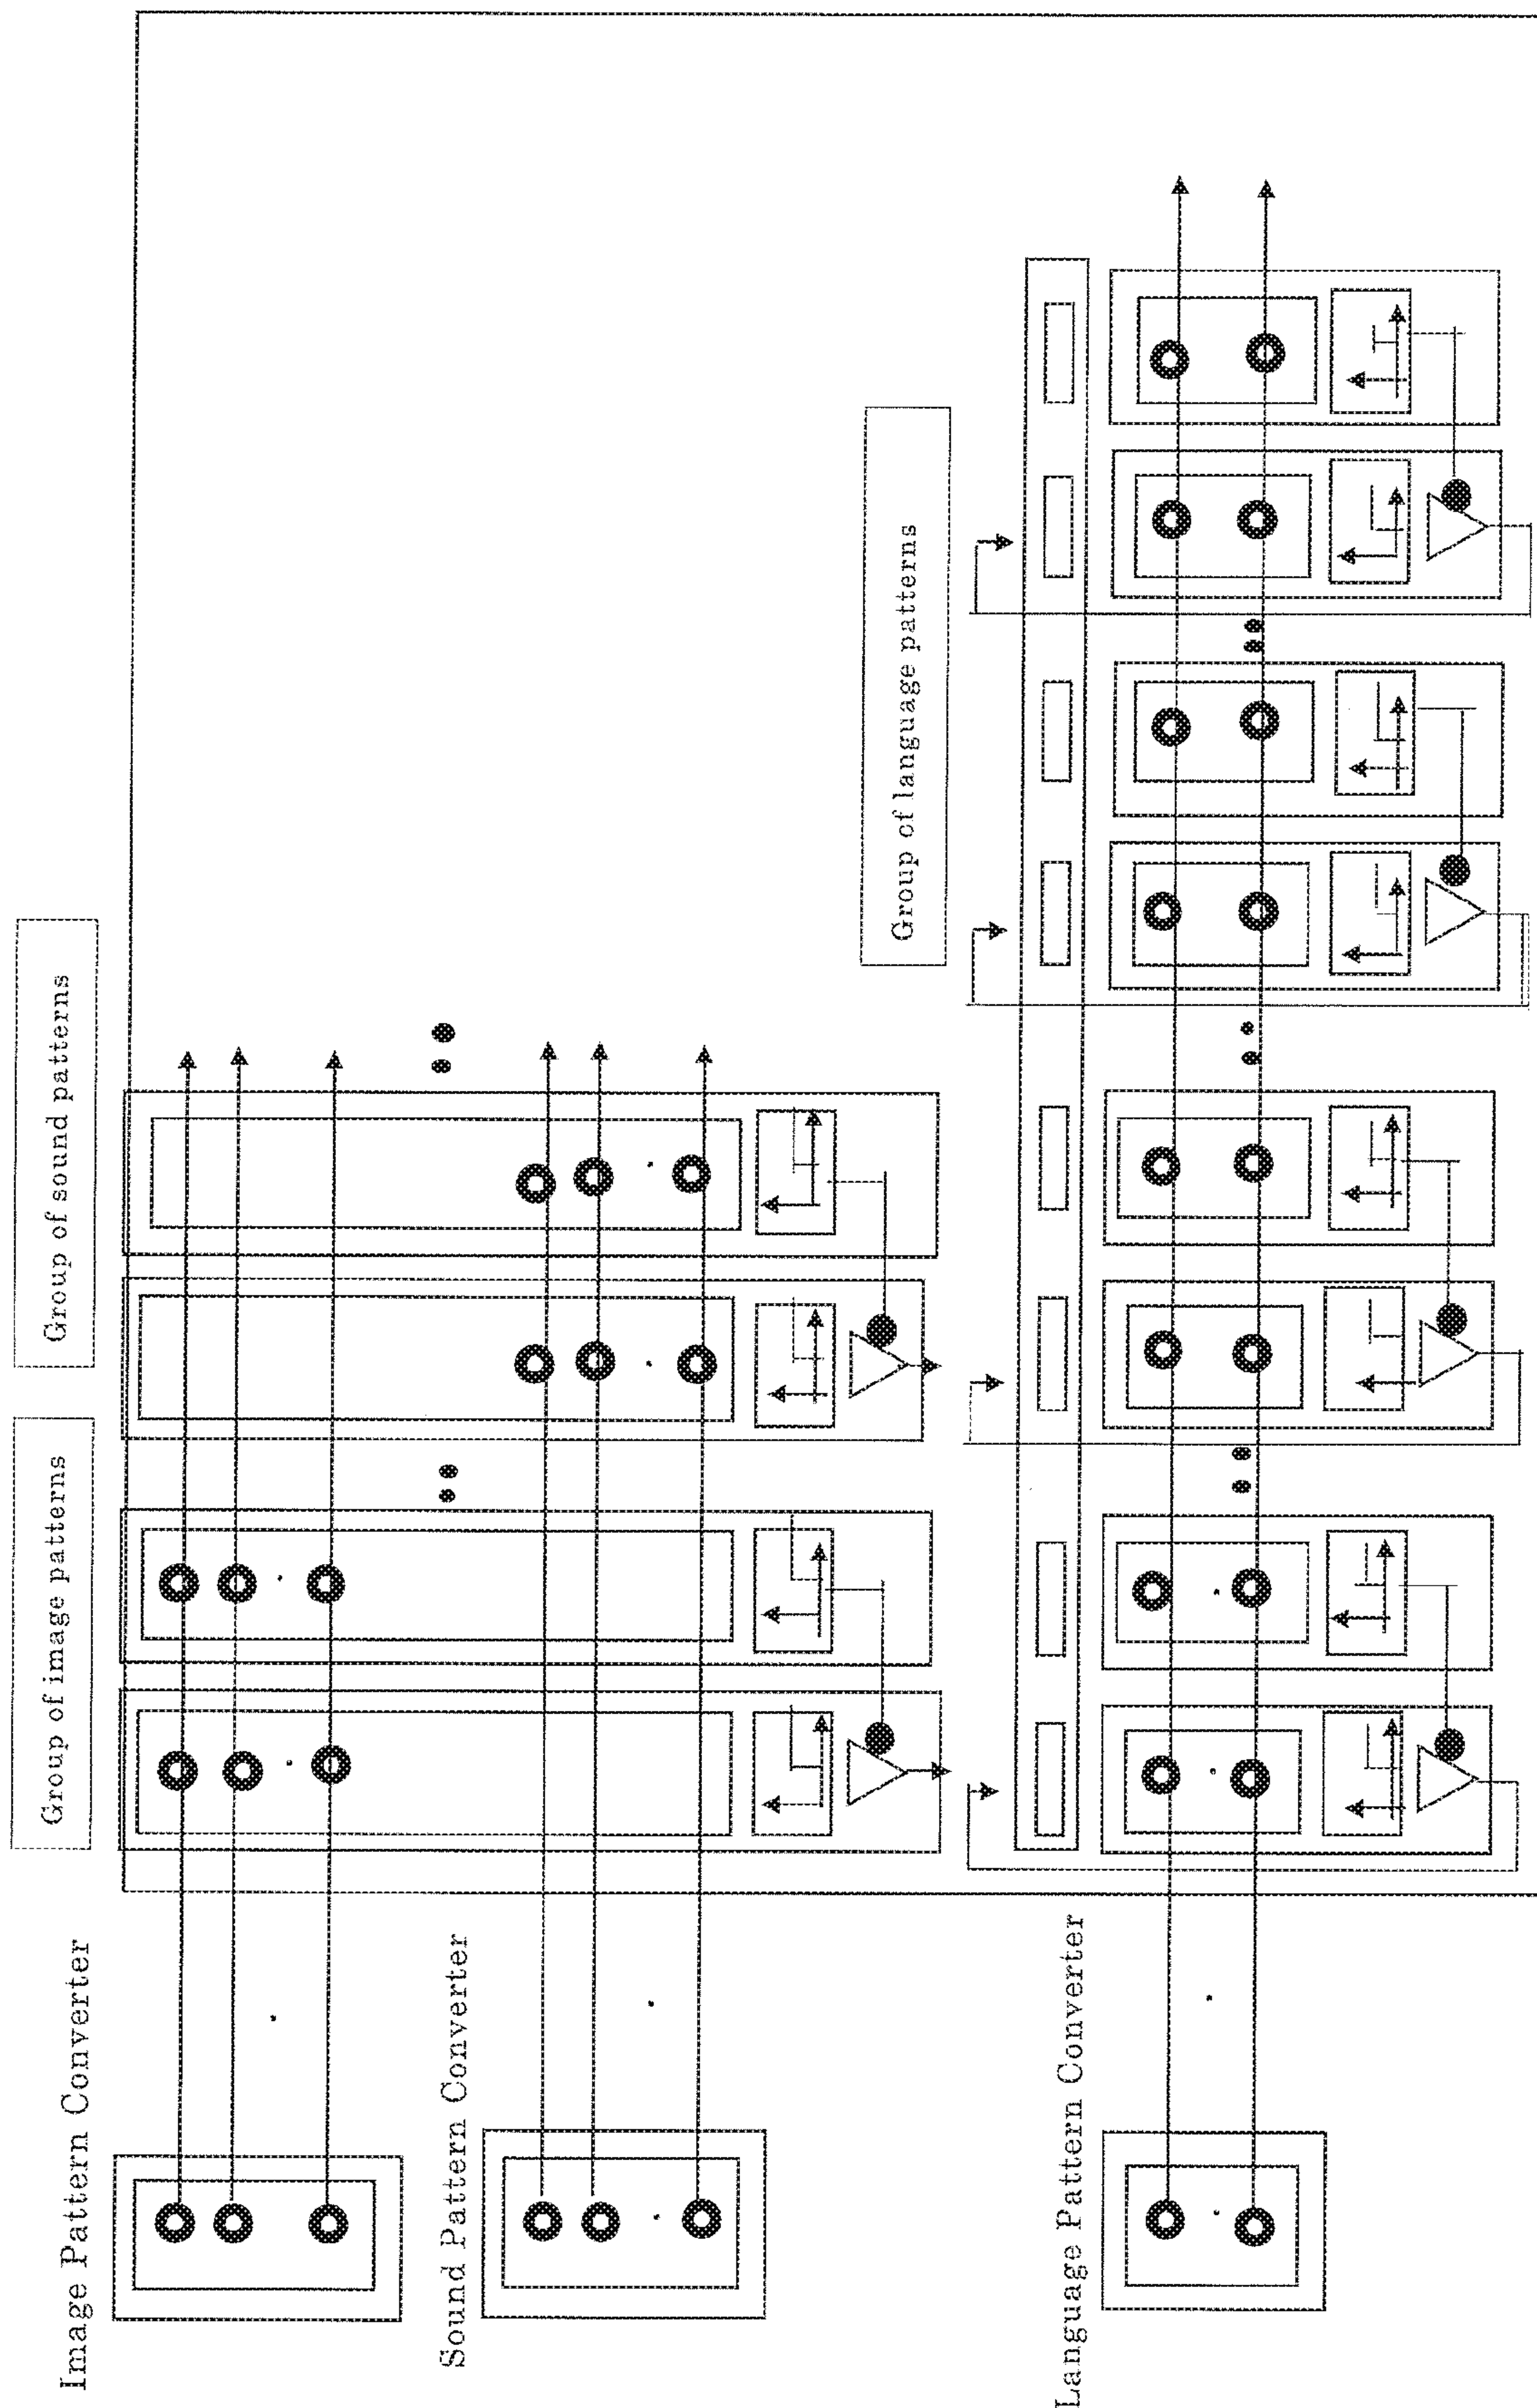 Image Pattern Converter
Group of image patterns
Group of sound patterns
Sound Pattern Converter
Group of language patterns
Language Pattern Converter